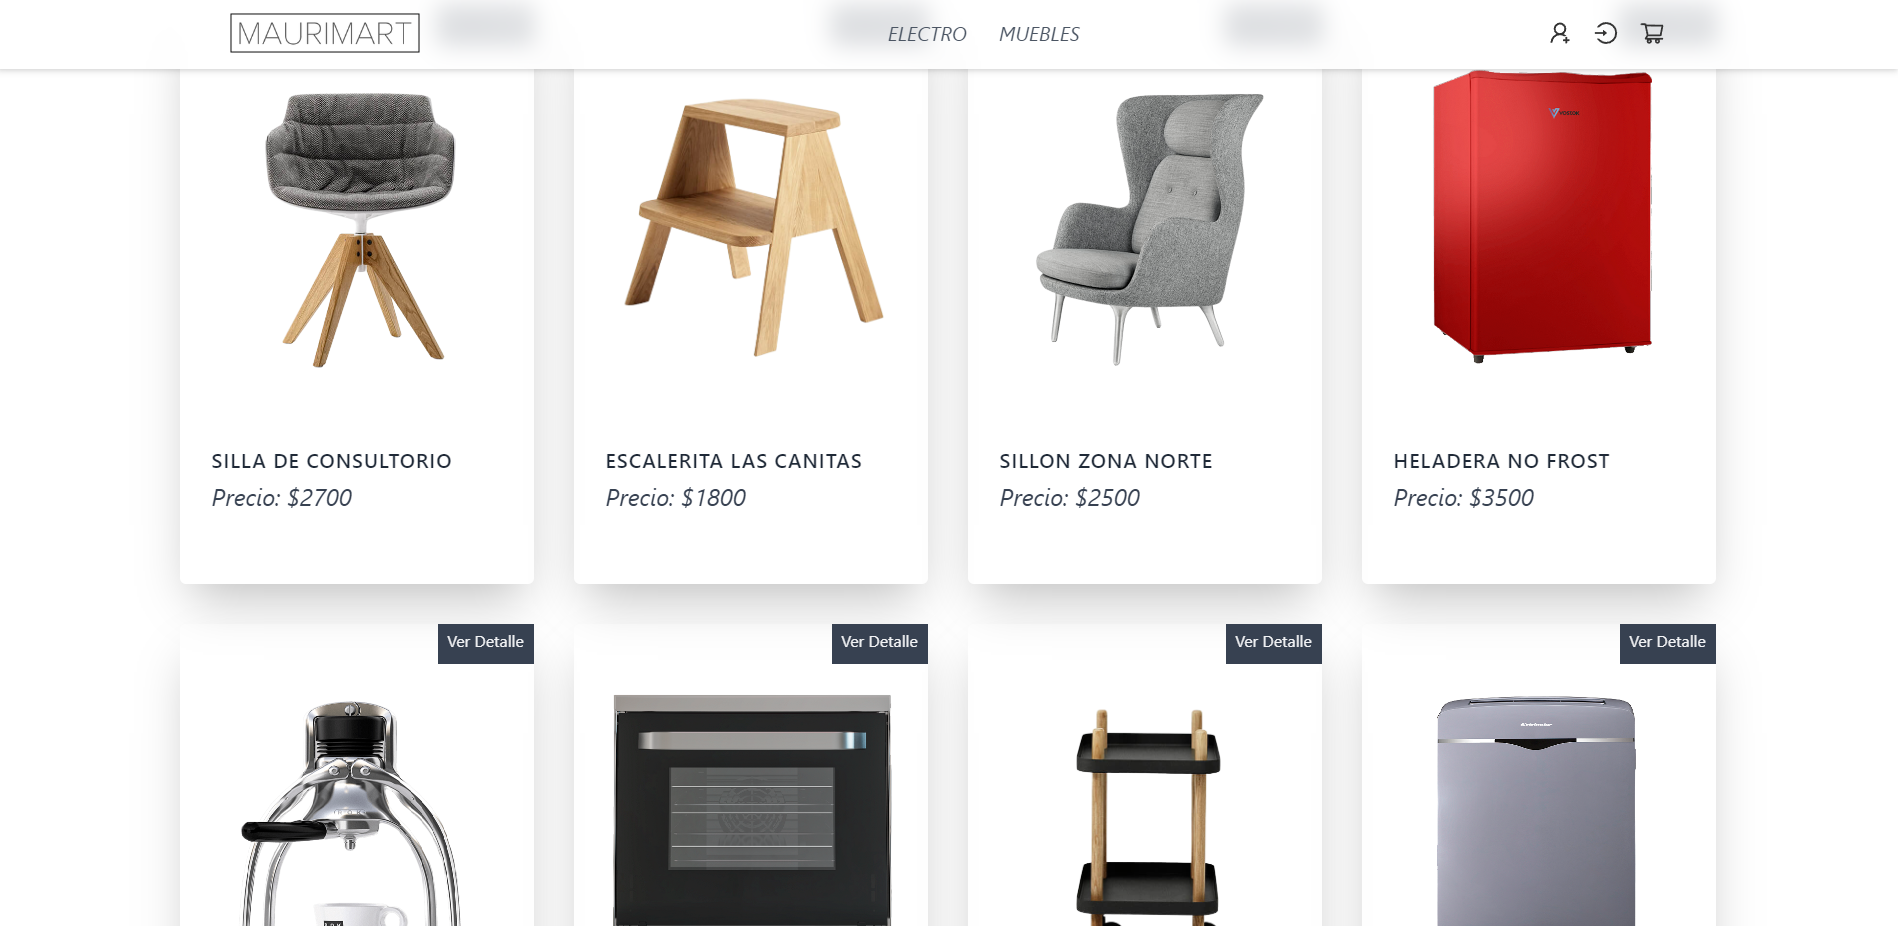 MAURIMART
ELECTRO MUEBLES
SILLA DE CONSULTORIO
Precio: $2700
ESCALERITA LAS CANITAS
Precio: $1800
SILLON ZONA NORTE
Precio: $2500
HELADERA NO FROST
Precio: $3500
Ver Detalle
Ver Detalle
Ver Detalle
Ver Detalle